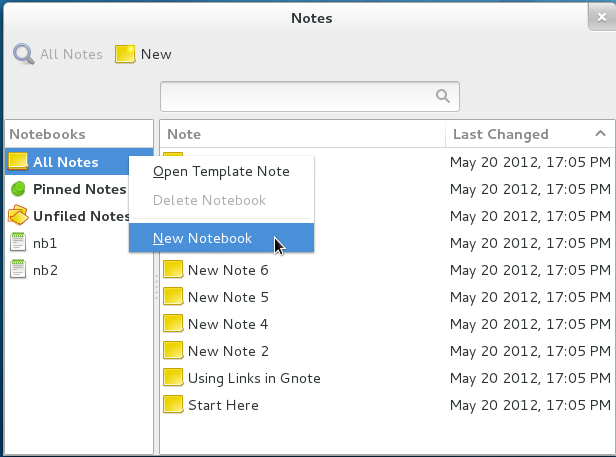 Notes
All Notes New
Notebooks Note Last Changed
All Notes May 20 2012, 17:05 PM
Open Template Note
Pinned Notes May 20 2012, 17:05 PM
Delete Notebook
Unfiled Notes May 20 2012, 17:05 PM
nb1 New Notebook May 20 2012, 17:05 PM
nb2 New Note 6 May 20 2012, 17:05 PM
New Note 5 May 20 2012, 17:05 PM
New Note 4 May 20 2012, 17:05 PM
New Note 2 May 20 2012, 17:05 PM
Using Links in Gnote May 20 2012, 17:05 PM
Start Here May 20 2012, 17:05 PM